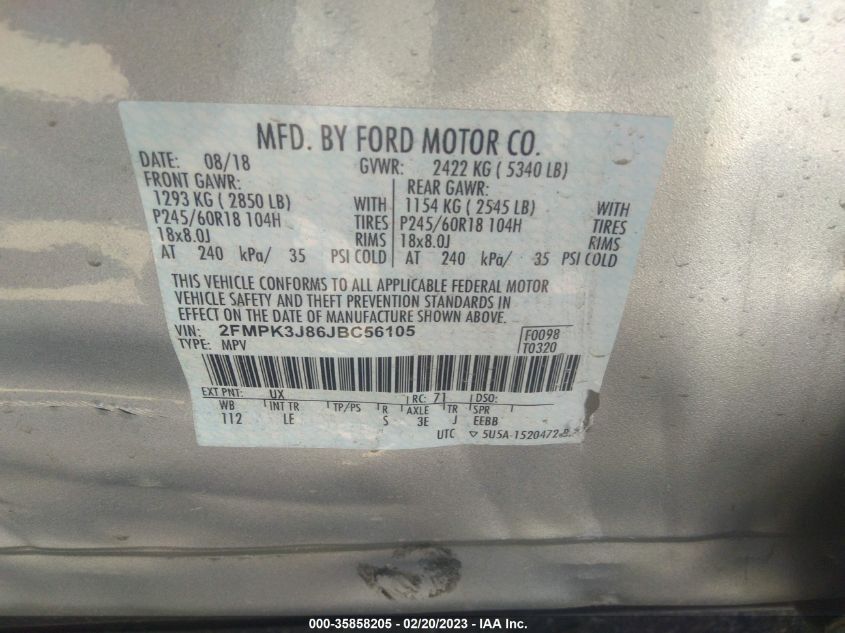 MFD. BY FORD MOTOR CO.
DATE: 08/18 GVWR: 2422 KG ( 5340 LB)
FRONT GAWR: REAR GAWR:
1293 KG ( 2850 LB) WITH 1154 KG ( 2545 LB) WITH
P245/60R18 104H TIRES P245/60R18 104H TIRES
18x8.0J RIMS 18x8.0J RIMS
AT 240 kPa/ 35 PSI COLD AT 240 kPa/ 35 PSI COLD
THIS VEHICLE CONFORMS TO ALL APPLICABLE FEDERAL MOTOR
VEHICLE SAFETY AND THEFT PREVENTION STANDARDS IN
EFFECT ON THE DATE OF MANUFACTURE SHOWN ABOVE.
VIN: 2FMPK3J86JBC56105 F0098
TYPE: MPV T0320
EXT PNT: UX RC: 71 DSO:
WB INT TR TP/PS R AXLE TR SPR
112 LE S 3E J EEBB
UTC ▽ 5U5A-1520472-
000-35858205 - 02/20/2023 - IAA Inc.